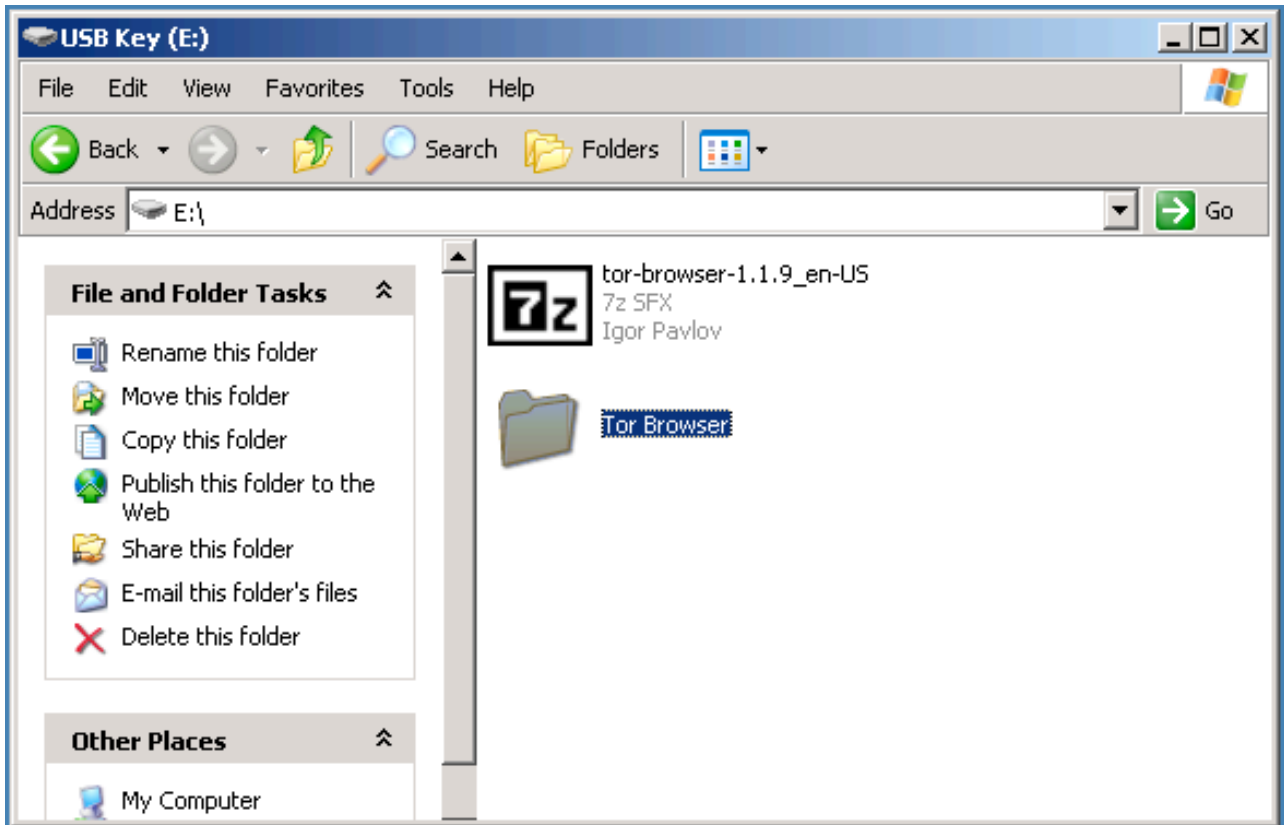 USB Key (E:)
File Edit View Favorites Tools Help
Back Search Folders
Address E:\ Go
File and Folder Tasks
Rename this folder
Move this folder
Copy this folder
Publish this folder to the
Web
Share this folder
E-mail this folder's files
Delete this folder
Other Places
My Computer
7z
tor-browser-1.1.9_en-US
7z SFX
Igor Pavlov
Tor Browser